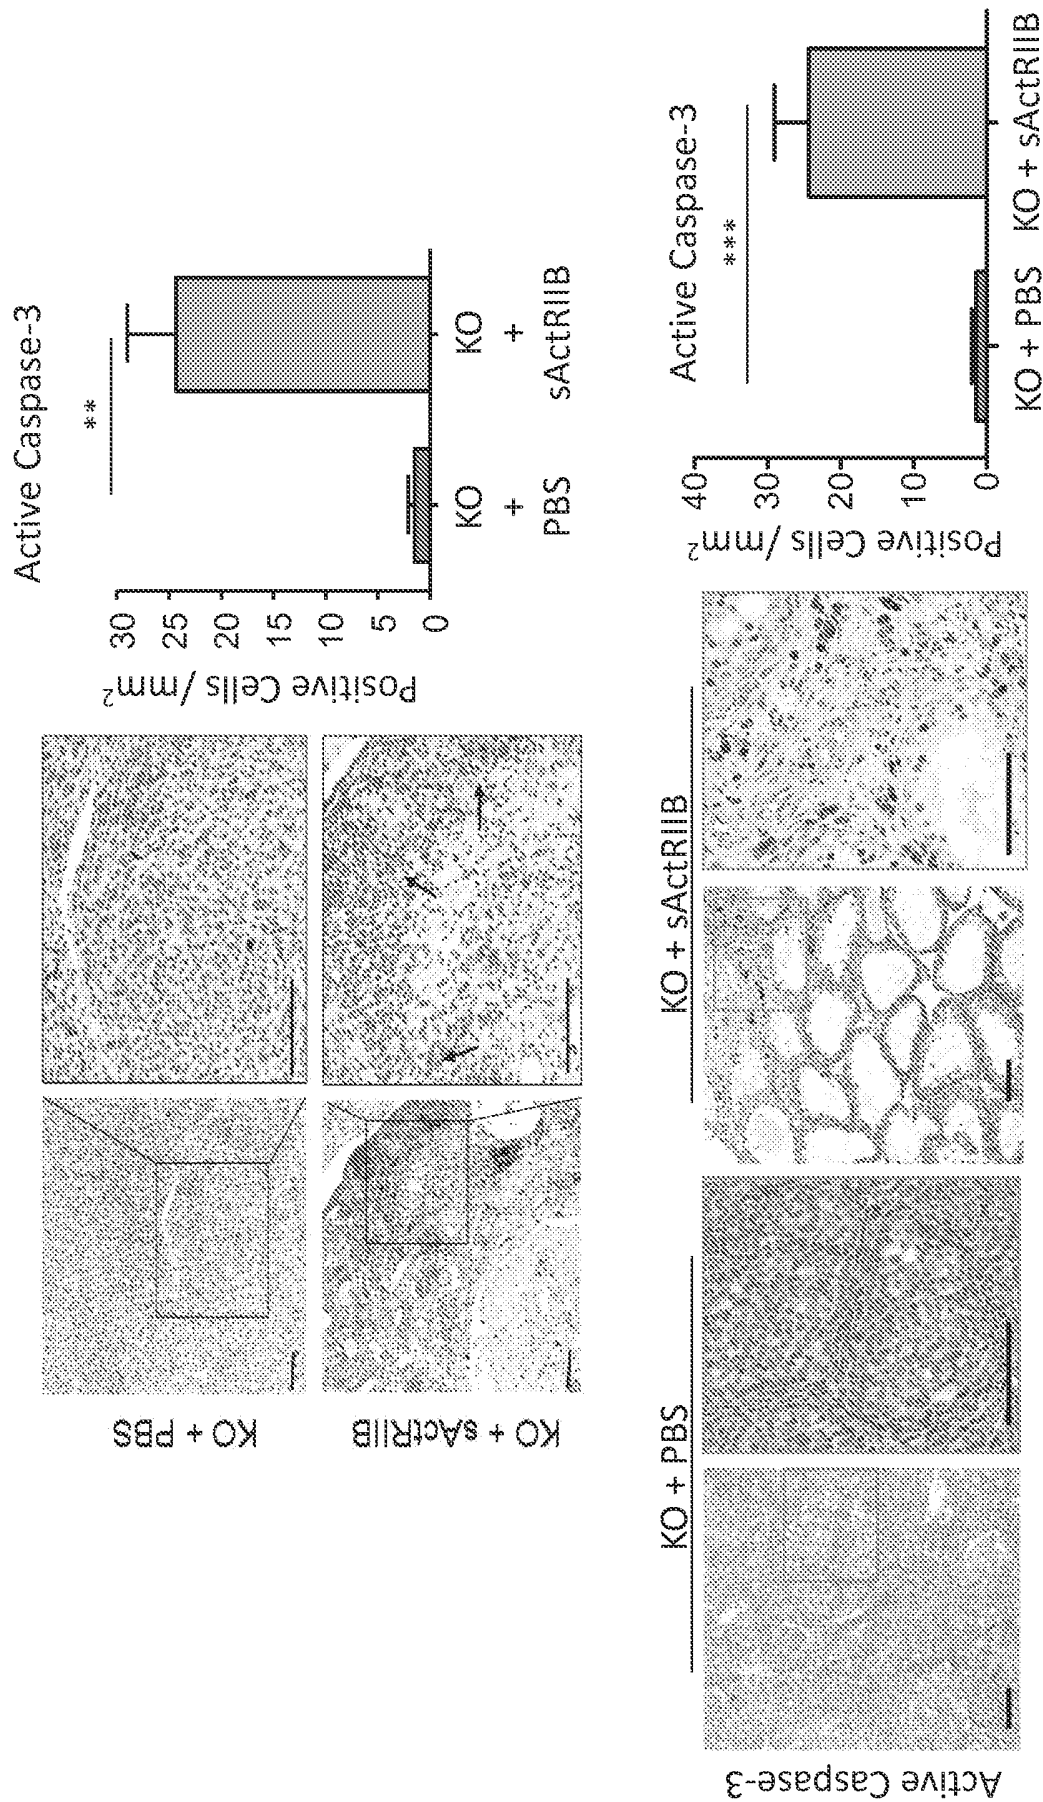 KO + PBS
KO + sActRIIB
Active Caspase-3
**
Positive Cells /mm²
30
25
20
15
10
5
0
KO
+
PBS
KO
+
sActRIIB
Active Caspase-3
KO + PBS
KO + sActRIIB
Active Caspase-3
***
Positive Cells /mm²
40
30
20
10
0
KO + PBS
KO + sActRIIB